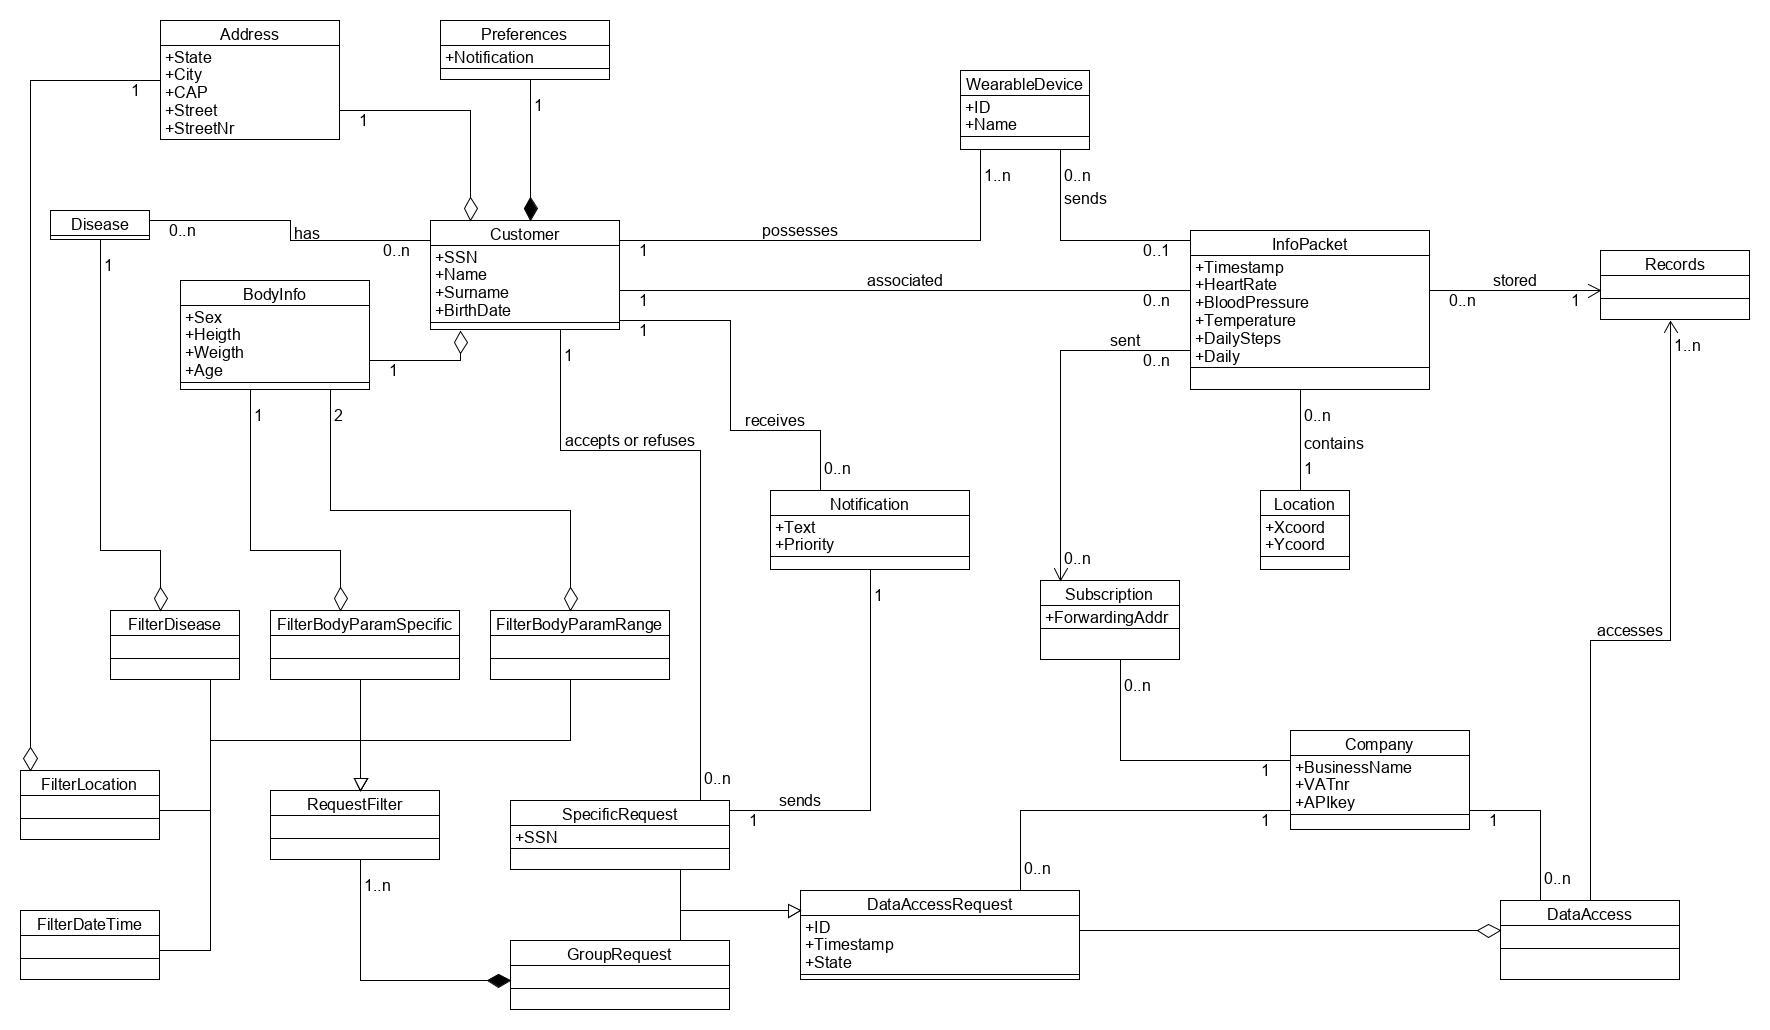 Address
+State
+City
+CAP
+Street
+StreetNr
1
1
Preferences
+Notification
1
WearableDevice
+ID
+Name
1..n
0..n
sends
Disease
0..n
has
0..n
1
Customer
+SSN
+Name
+Surname
+BirthDate
possesses
1
0..1
associated
1
0..n
1
InfoPacket
+Timestamp
+HeartRate
+BloodPressure
+Temperature
+DailySteps
+Daily
stored
0..n
1
Records
1..n
BodyInfo
+Sex
+Heigth
+Weigth
+Age
1
1
2
1
accepts or refuses
receives
0..n
sent
0..n
0..n
contains
1
Notification
+Text
+Priority
1
Location
+Xcoord
+Ycoord
0..n
Subscription
+ForwardingAddr
0..n
accesses
FilterDisease
FilterBodyParamSpecific
FilterBodyParamRange
FilterLocation
RequestFilter
1..n
0..n
SpecificRequest
+SSN
sends
1
Company
+BusinessName
+VATnr
+APIkey
1
1
1
0..n
0..n
FilterDateTime
GroupRequest
DataAccessRequest
+ID
+Timestamp
+State
DataAccess